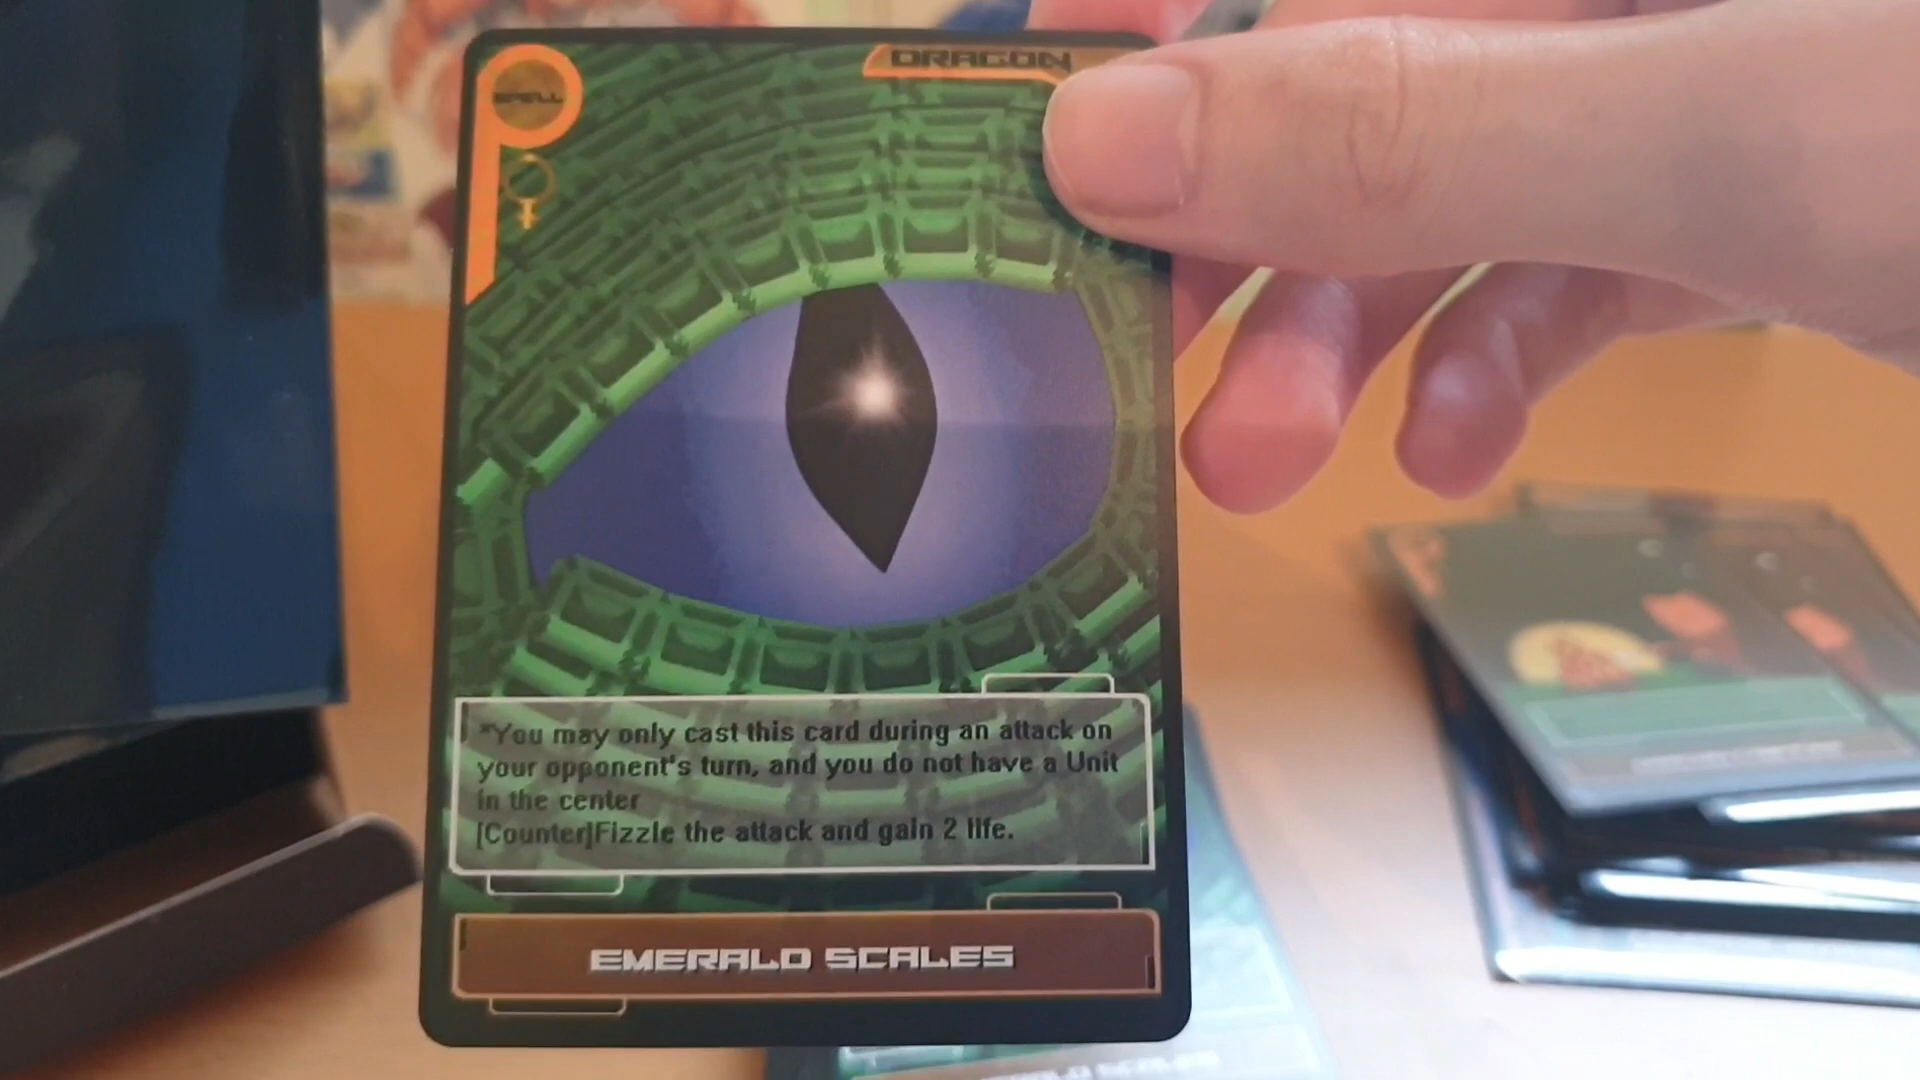 DRAGON
SPELL
*You may only cast this card during an attack on
your opponent's turn, and you do not have a Unit
in the center
[Counter]Fizzle the attack and gain 2 life.
EMERALD SCALES